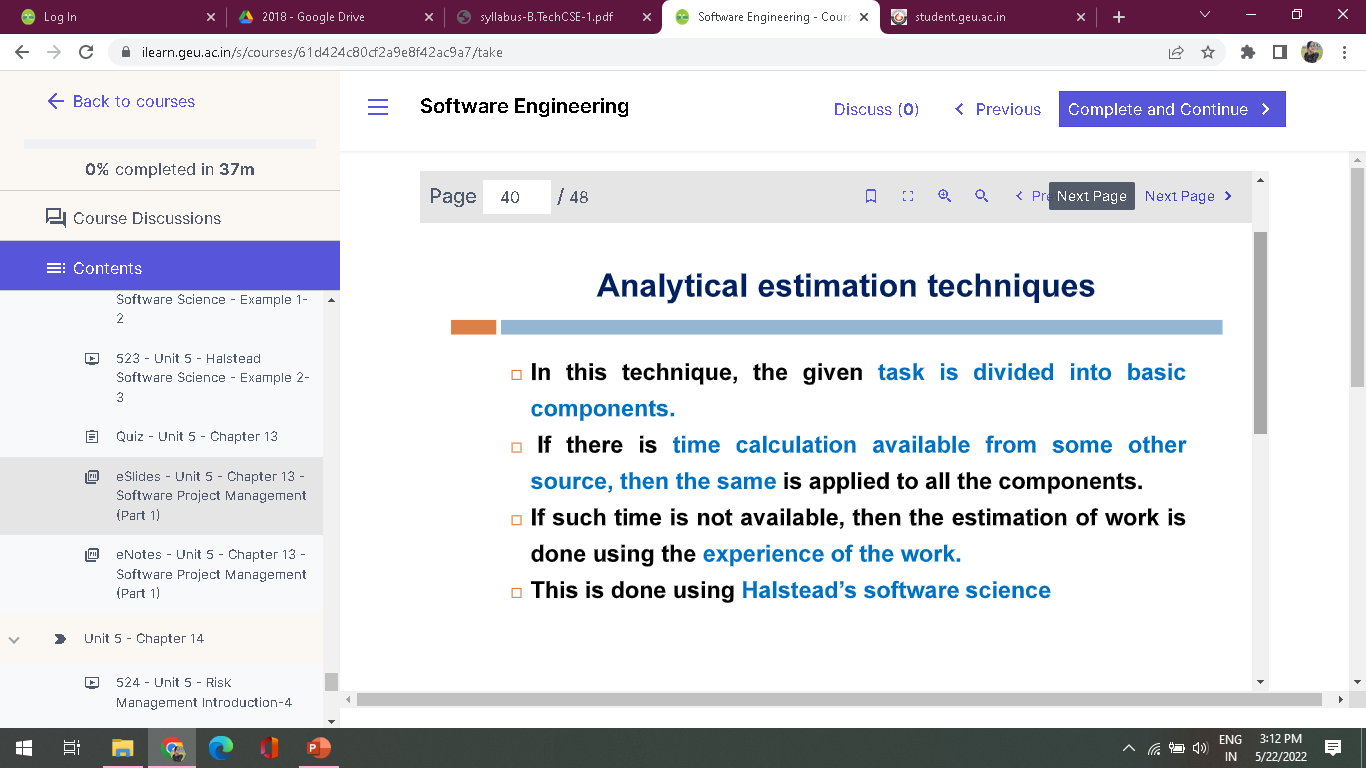 Log In
2018 - Google Drive
syllabus-B.TechCSE-1.pdf
Software Engineering - Cour
student.geu.ac.in
ilearn.geu.ac.in/s/courses/61d424c80cf2a9e8f42ac9a7/take
Back to courses
0% completed in 37m
Course Discussions
Contents
Software Science - Example 1-
2
523 - Unit 5 - Halstead
Software Science - Example 2-
3
Quiz - Unit 5 - Chapter 13
eSlides - Unit 5 - Chapter 13 -
Software Project Management
(Part 1)
eNotes - Unit 5 - Chapter 13 -
Software Project Management
(Part 1)
Unit 5 - Chapter 14
524 - Unit 5 - Risk
Management Introduction-4
Software Engineering
Discuss (0)
Previous
Complete and Continue
Page 40 / 48
Pre
Next Page
Next Page
Analytical estimation techniques
In this technique, the given task is divided into basic
components.
If there is time calculation available from some other
source, then the same is applied to all the components.
If such time is not available, then the estimation of work is
done using the experience of the work.
This is done using Halstead’s software science
ENG
IN
3:12 PM
5/22/2022